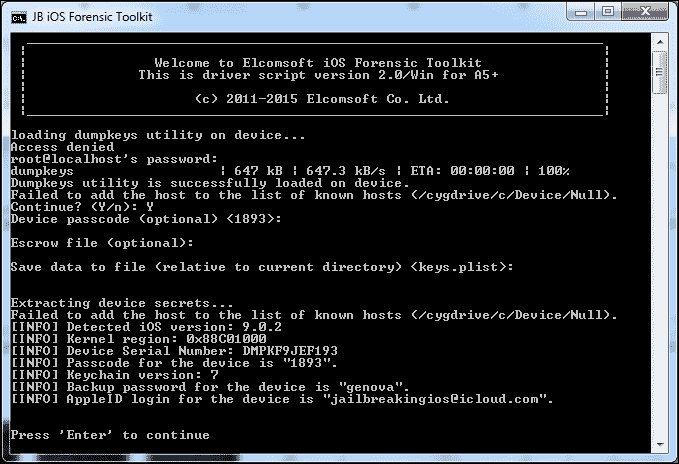 JB iOS Forensic Toolkit
Welcome to Elcomsoft iOS Forensic Toolkit
This is driver script version 2.0/Win for A5+
(c) 2011-2015 Elcomsoft Co. Ltd.
loading dumpkeys utility on device...
Access denied
root@localhost's password:
dumpkeys | 647 kB | 647.3 kB/s | ETA: 00:00:00 | 100%
Dumpkeys utility is successfully loaded on device.
Failed to add the host to the list of known hosts (/cygdrive/c/Device/Null).
Continue? (Y/n): Y
Device passcode (optional) <1893>:
Escrow file (optional):
Save data to file (relative to current directory) <keys.plist>:
Extracting device secrets...
Failed to add the host to the list of known hosts (/cygdrive/c/Device/Null).
[INFO] Detected iOS version: 9.0.2
[INFO] Kernel region: 0x88C01000
[INFO] Device Serial Number: DMPKF9JEF193
[INFO] Passcode for the device is "1893".
[INFO] Keychain version: 7
[INFO] Backup password for the device is "genova".
[INFO] AppleID login for the device is "jailbreakingios@icloud.com".
Press 'Enter' to continue